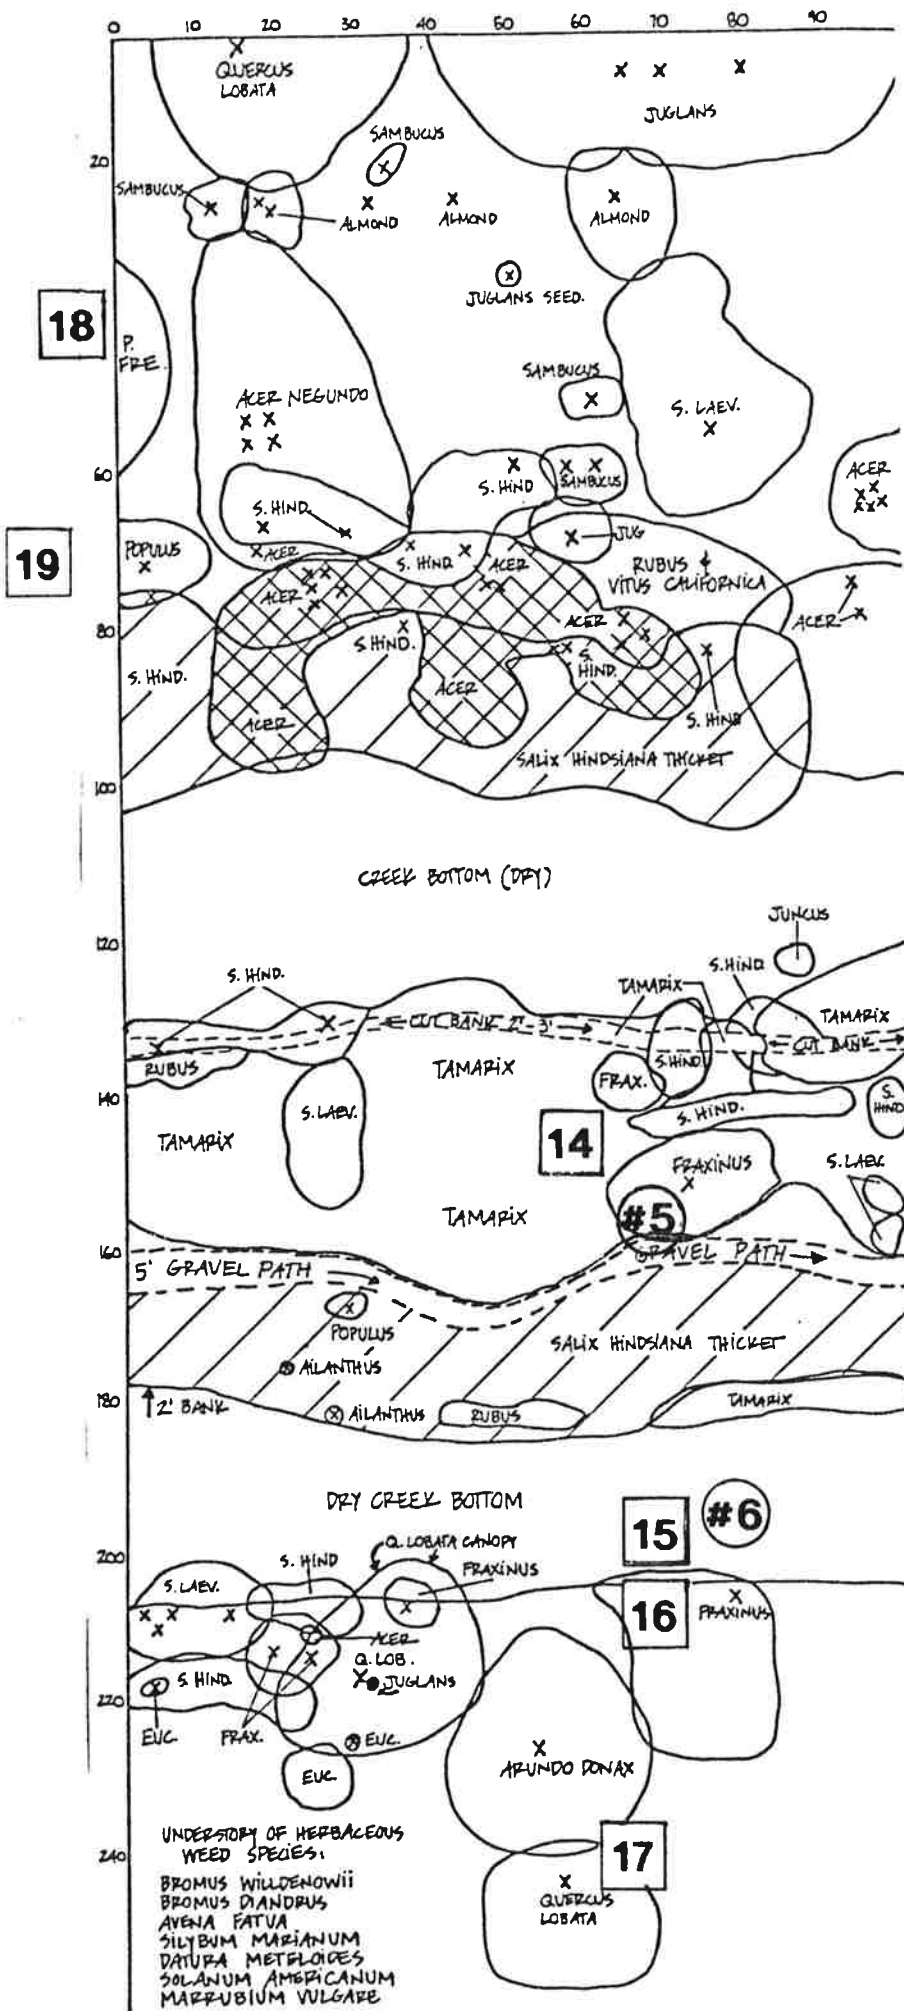 0 10 20 30 40 50 60 70 80 90
QUERCUS
LOBATA
JUGLANS
SAMBUCUS
20
SAMBUCUS
ALMOND
ALMOND
ALMOND
JUGLANS SEED.
18
P.
FRE.
SAMBUCUS
ACER NEGUNDO
S. LAEV.
60
S. HIND
SAMBUCUS
ACER
S. HIND.
JUG
19
POPULUS
ACER
S. HIND
ACER
RUBUS &
VITUS CALIFORNICA
ACER
ACER
ACER
80
S. HIND.
S.
HIND.
S. HIND.
ACER
ACER
S. HIND
SALIX HINDSIANA THICKET
100
CREEK BOTTOM (DRY)
JUNCUS
120
S. HIND.
S. HIND
TAMARIX
TAMARIX
CUT BANK 2'-3'
CUT BANK
RUBUS
TAMARIX
S. HIND.
FRAX.
140
S. LAEV.
S. HIND.
S.
HIND
TAMARIX
14
FRAXINUS
S. LAEV.
TAMARIX
#5
160
GRAVEL PATH
5' GRAVEL PATH
POPULUS
SALIX HINDSIANA THICKET
AILANTHUS
180
2' BANK
AILANTHUS
RUBUS
TAMARIX
DRY CREEK BOTTOM
15
#6
200
Q. LOBATA CANOPY
S. HIND
FRAXINUS
S. LAEV.
16
FRAXINUS
ACER
Q. LOB.
S. HIND
JUGLANS
220
EUC.
FRAX.
EUC.
EUC.
ARUNDO DONAX
UNDERSTORY OF HERBACEOUS
WEED SPECIES:
240
17
BROMUS WILLDENOWII
QUERCUS
LOBATA
BROMUS DIANDRUS
AVENA FATUA
SILYBUM MARIANUM
DATURA METELOIDES
SOLANUM AMERICANUM
MARRUBIUM VULGARE